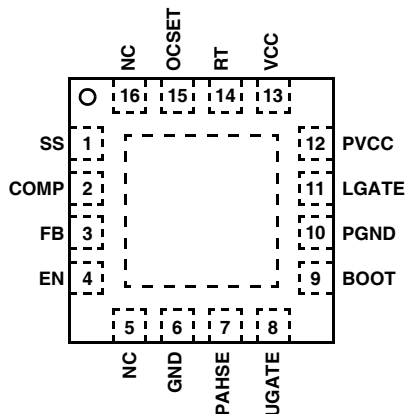 NC OCSET RT VCC
16 15 14 13
SS 1 12 PVCC
COMP 2 11 LGATE
FB 3 10 PGND
EN 4 9 BOOT
5 6 7 8
NC GND PAHSE UGATE